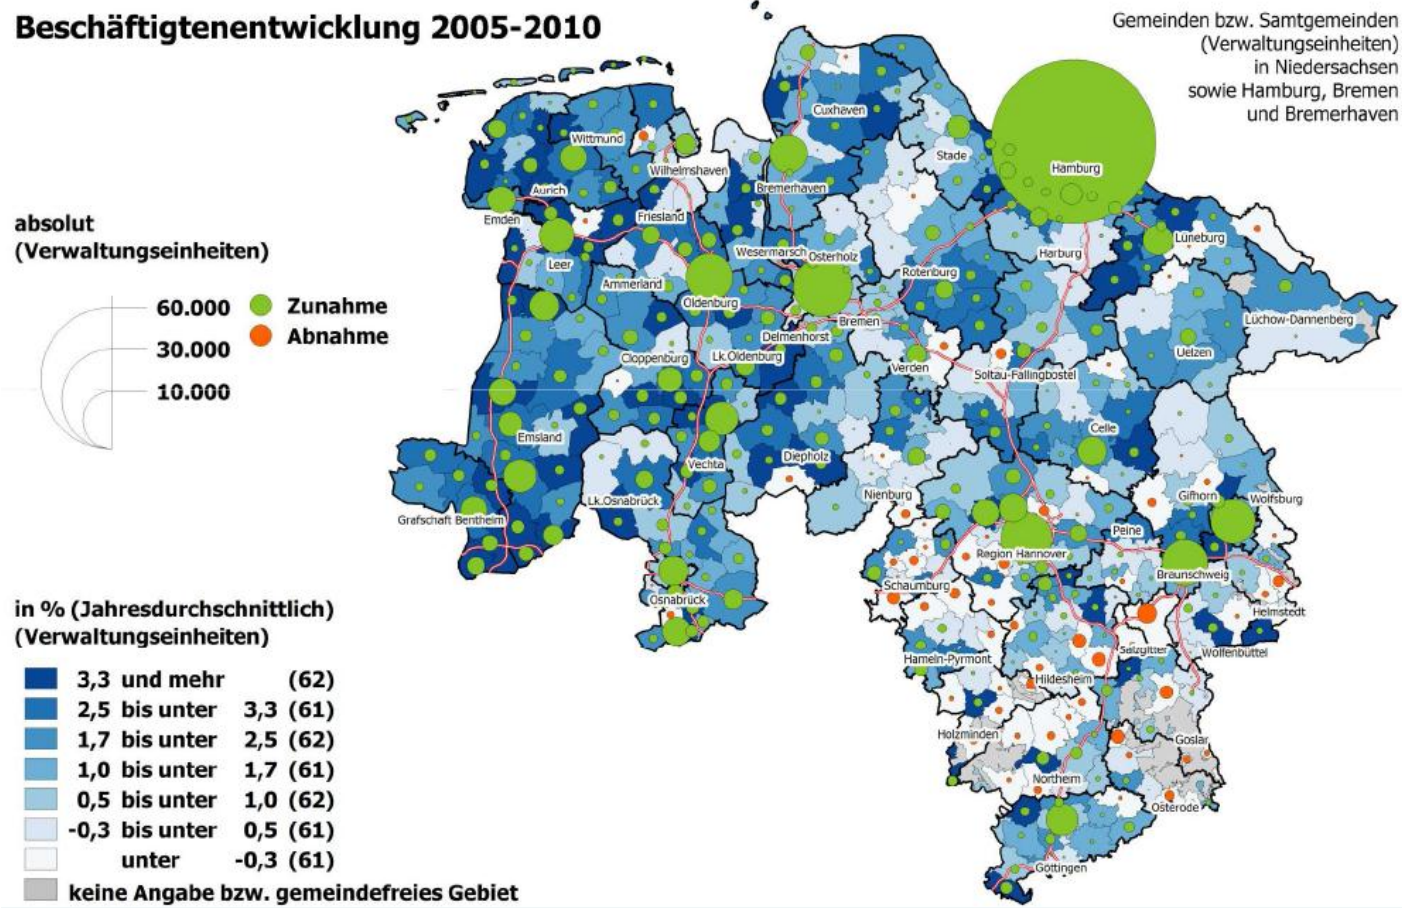 Beschäftigtenentwicklung 2005-2010
Gemeinden bzw. Samtgemeinden
(Verwaltungseinheiten)
in Niedersachsen
sowie Hamburg, Bremen
und Bremerhaven
absolut
(Verwaltungseinheiten)
60.000
30.000
10.000
Zunahme
Abnahme
in % (Jahresdurchschnittlich)
(Verwaltungseinheiten)
3,3 und mehr (62)
2,5 bis unter 3,3 (61)
1,7 bis unter 2,5 (62)
1,0 bis unter 1,7 (61)
0,5 bis unter 1,0 (62)
-0,3 bis unter 0,5 (61)
unter -0,3 (61)
keine Angabe bzw. gemeindefreies Gebiet
Cuxhaven
Wittmund
Stade
Hamburg
Wilhelmshaven
Bremerhaven
Aurich
Emden
Friesland
Lüneburg
Wesermarsch
Osterholz
Harburg
Leer
Rotenburg
Ammerland
Oldenburg
Bremen
Lüchow-Dannenberg
Delmenhorst
Uelzen
Cloppenburg
Lk.Oldenburg
Verden
Soltau-Fallingbostel
Celle
Emsland
Diepholz
Vechta
Lk.Osnabrück
Nienburg
Gifhorn
Wolfsburg
Grafschaft Bentheim
Peine
Region Hannover
Braunschweig
Schaumburg
Osnabrück
Helmstedt
Salzgitter
Wolfenbüttel
Hameln-Pyrmont
Hildesheim
Holzminden
Goslar
Northeim
Osterode
Göttingen